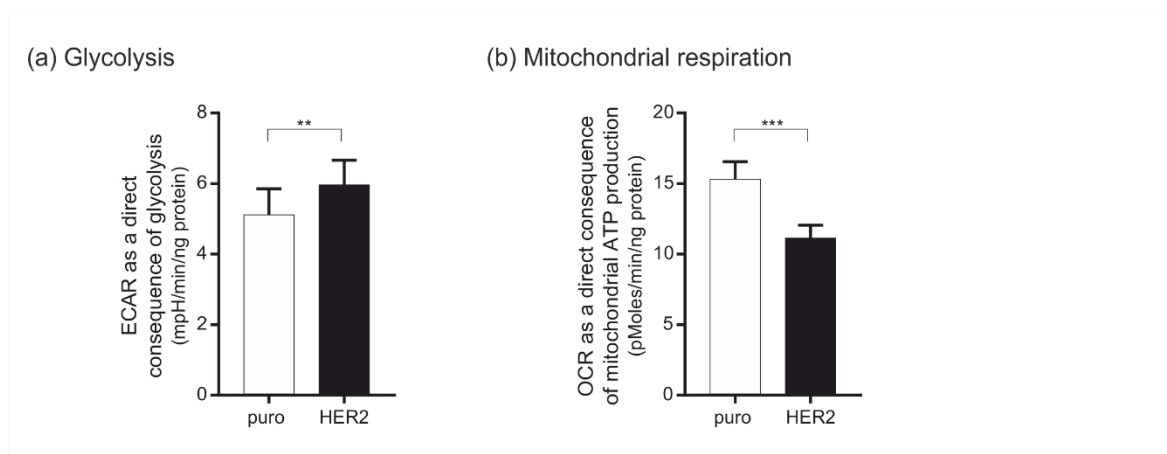 (a) Glycolysis
ECAR as a direct
consequence of glycolysis
(mpH/min/ng protein)
8
6
4
2
0
**
puro
HER2
(b) Mitochondrial respiration
OCR as a direct consequence
of mitochondrial ATP production
(pMoles/min/ng protein)
20
15
10
5
0
***
puro
HER2